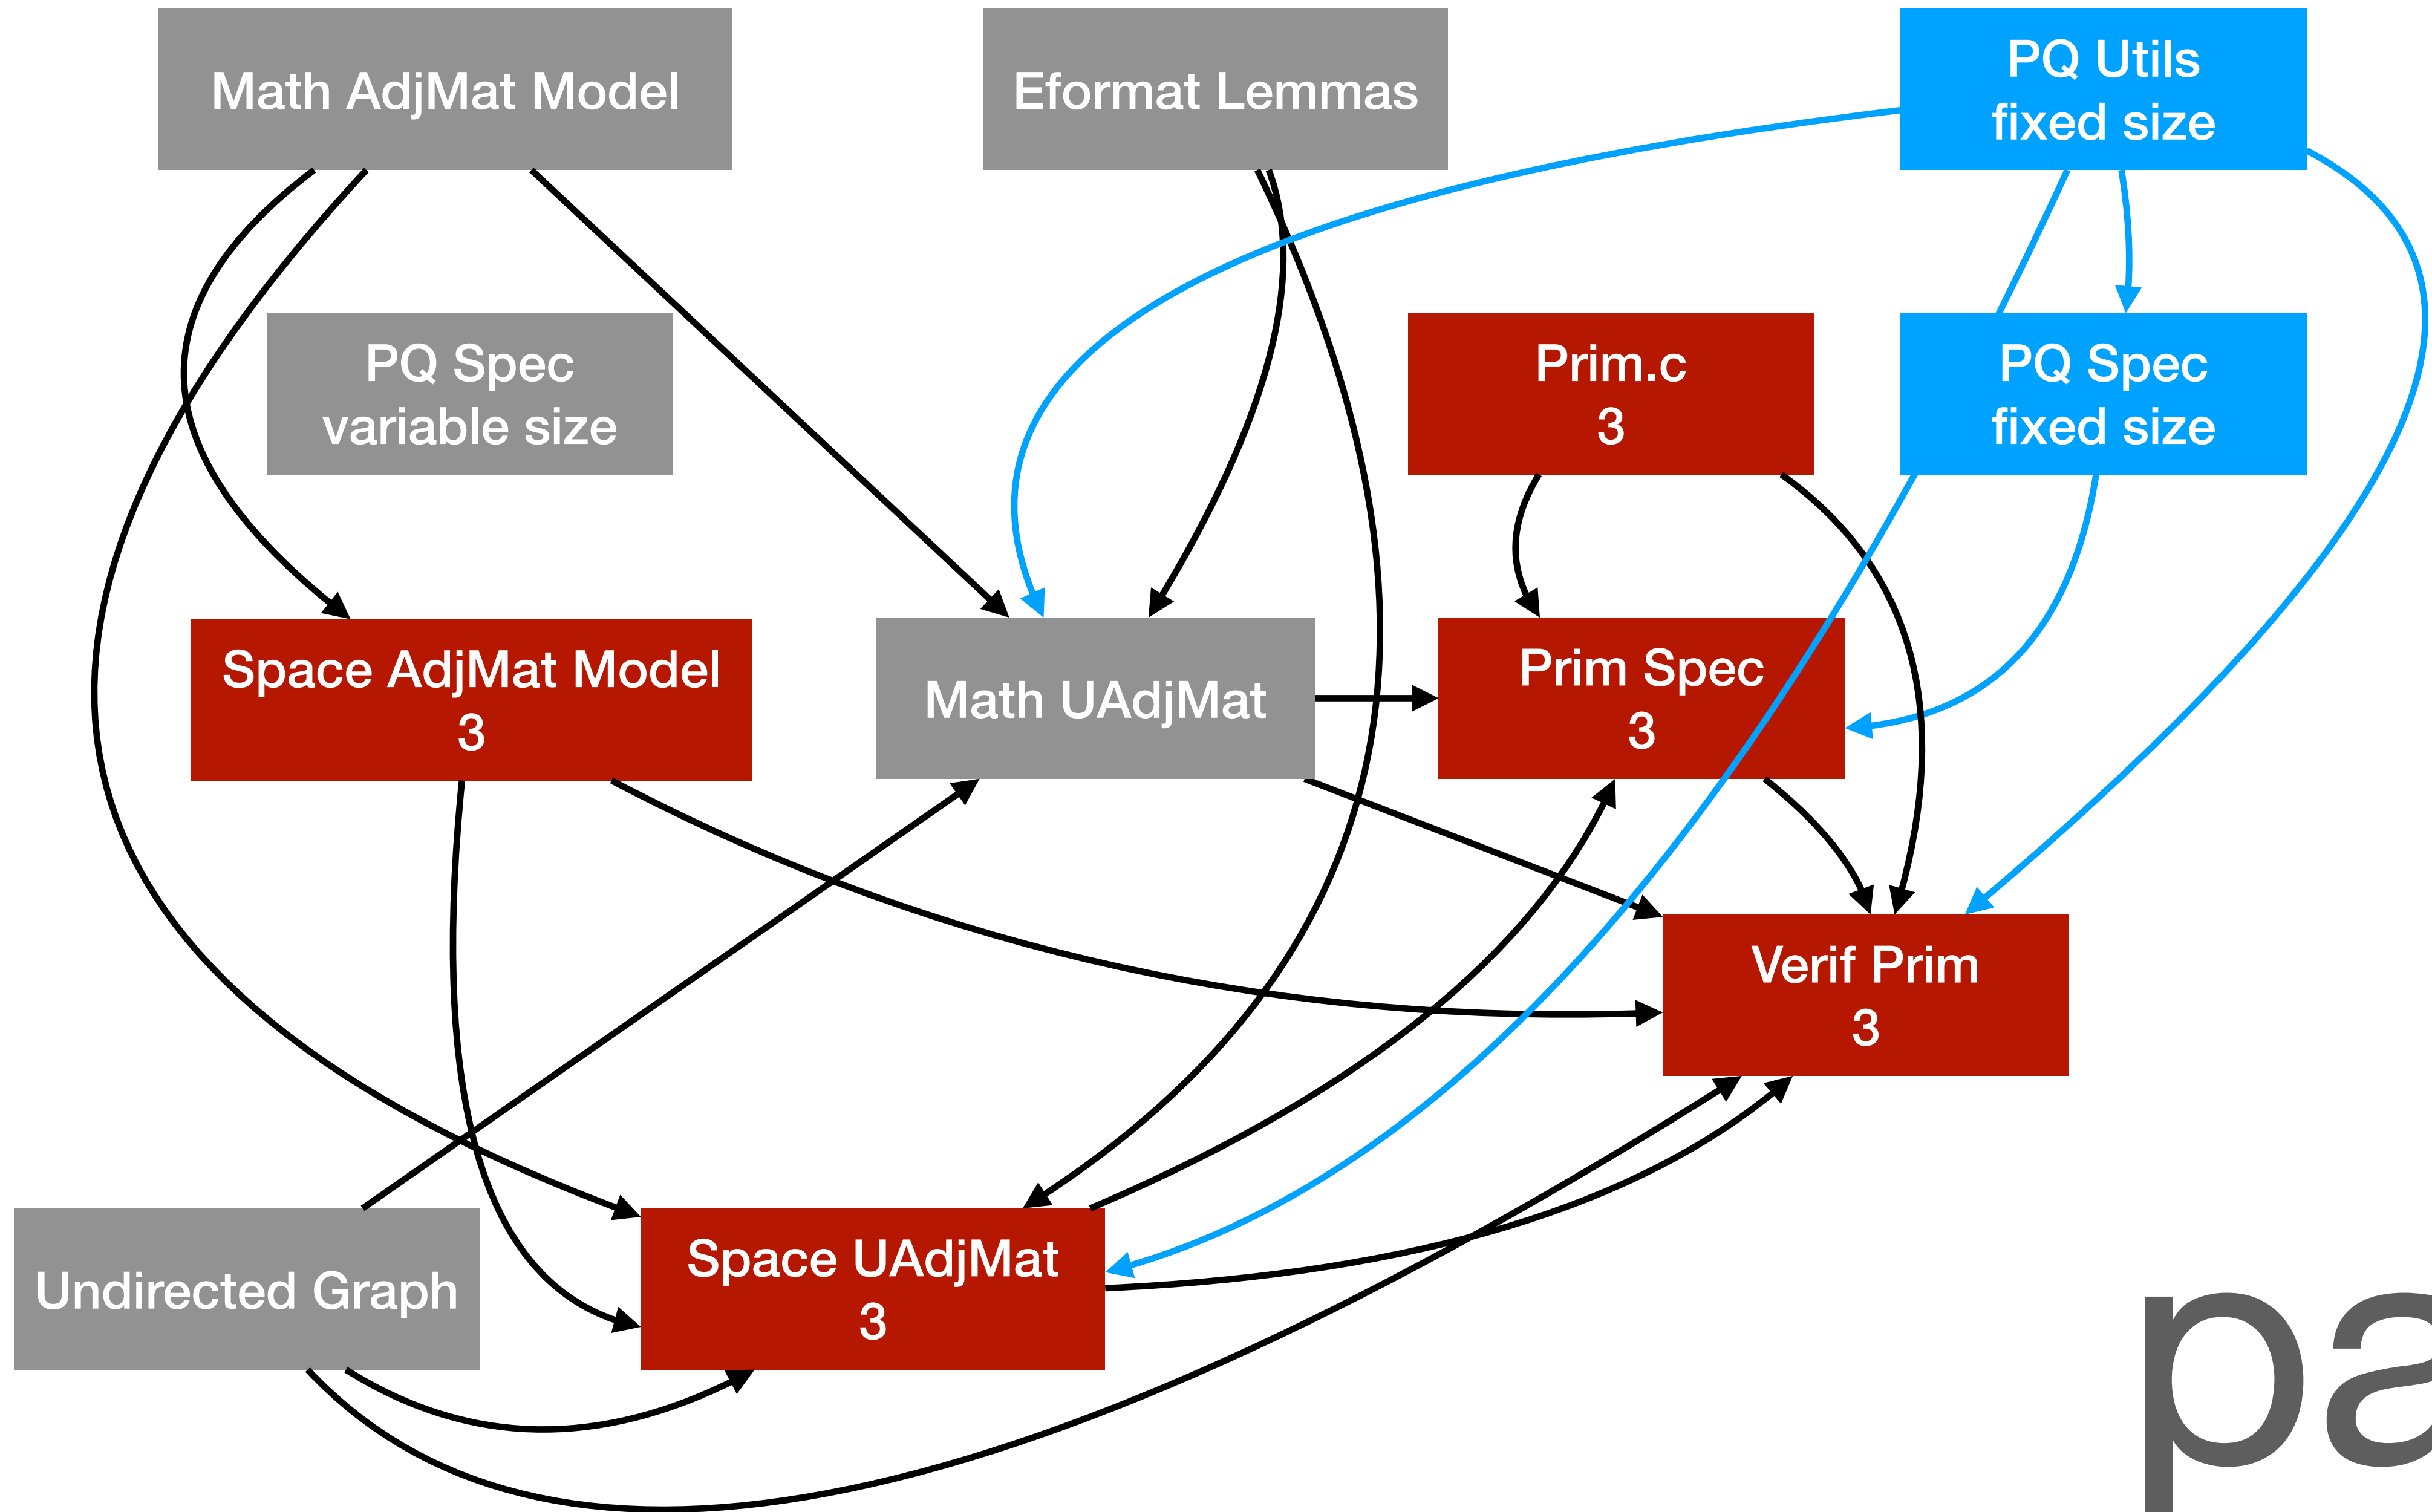 Math AdjMat Model
Eformat Lemmas
PQ Utils
fixed size
PQ Spec
variable size
Prim.c
3
PQ Spec
fixed size
Space AdjMat Model
3
Math UAdjMat
Prim Spec
3
Verif Prim
3
Undirected Graph
Space UAdjMat
3
pa